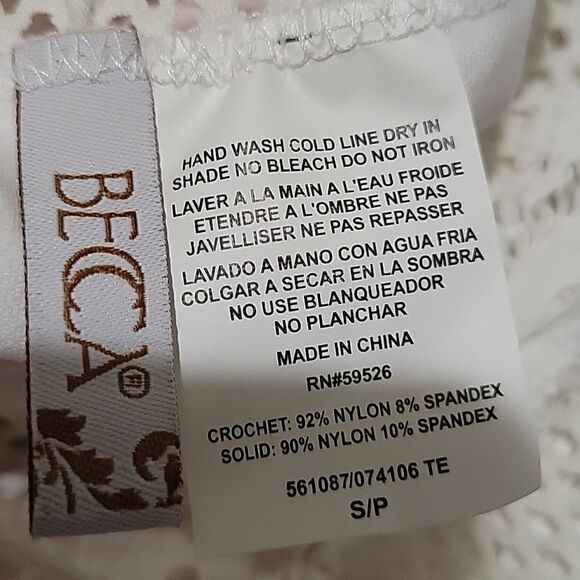 BECCA®
HAND WASH COLD LINE DRY IN
SHADE NO BLEACH DO NOT IRON
LAVER A LA MAIN A L'EAU FROIDE
ETENDRE A L'OMBRE NE PAS
JAVELLISER NE PAS REPASSER
LAVADO A MANO CON AGUA FRIA
COLGAR A SECAR EN LA SOMBRA
NO USE BLANQUEADOR
NO PLANCHAR
MADE IN CHINA
RN#59526
CROCHET: 92% NYLON 8% SPANDEX
SOLID: 90% NYLON 10% SPANDEX
561087/074106 TE
S/P